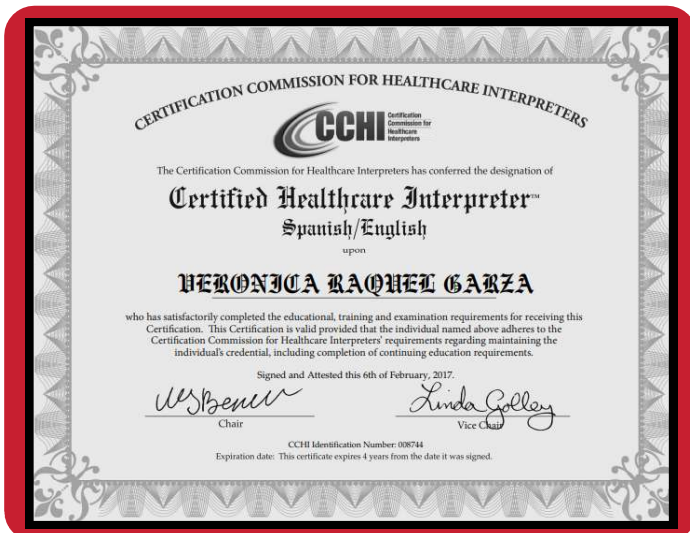 CERTIFICATION COMMISSION FOR HEALTHCARE INTERPRETERS
CCHI
Certification
Commission for
Healthcare
Interpreters
The Certification Commission for Healthcare Interpreters has conferred the designation of
Certified Healthcare Interpreter™
Spanish/English
upon
VERONICA RAQUEL GARZA
who has satisfactorily completed the educational, training and examination requirements for receiving this
Certification. This Certification is valid provided that the individual named above adheres to the
Certification Commission for Healthcare Interpreters' requirements regarding maintaining the
individual's credential, including completion of continuing education requirements.
Signed and Attested this 6th of February, 2017.
Linda Golley
Chair
Vice Chair
CCHI Identification Number: 008744
Expiration date: This certificate expires 4 years from the date it was signed.